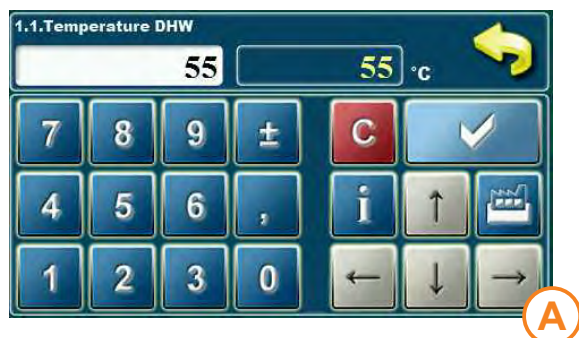 1.1.Temperature DHW
55 55 °C
7 8 9 ± C
4 5 6 , i ↑
1 2 3 0 ← ↓ →
A